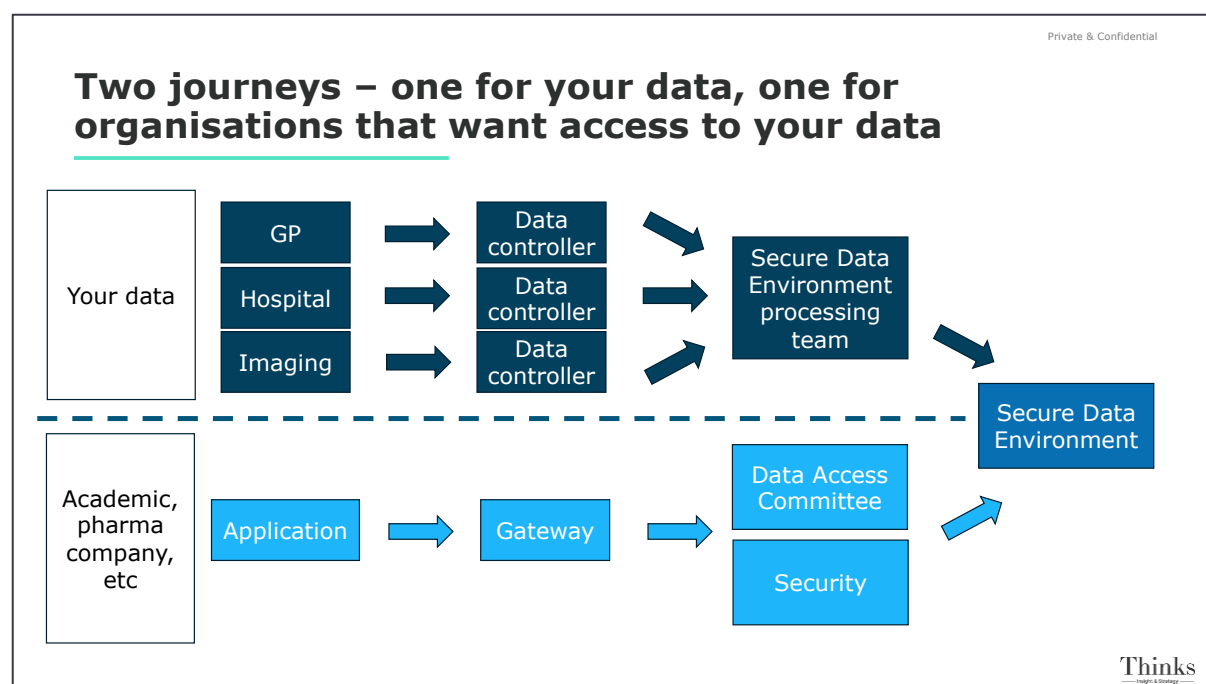 Private & Confidential
Two journeys – one for your data, one for
organisations that want access to your data
Your data
GP
Data
controller
Hospital
Data
controller
Imaging
Data
controller
Secure Data
Environment
processing
team
Secure Data
Environment
Academic,
pharma
company,
etc
Application
Gateway
Data Access
Committee
Security
Thinks
Insight & Strategy